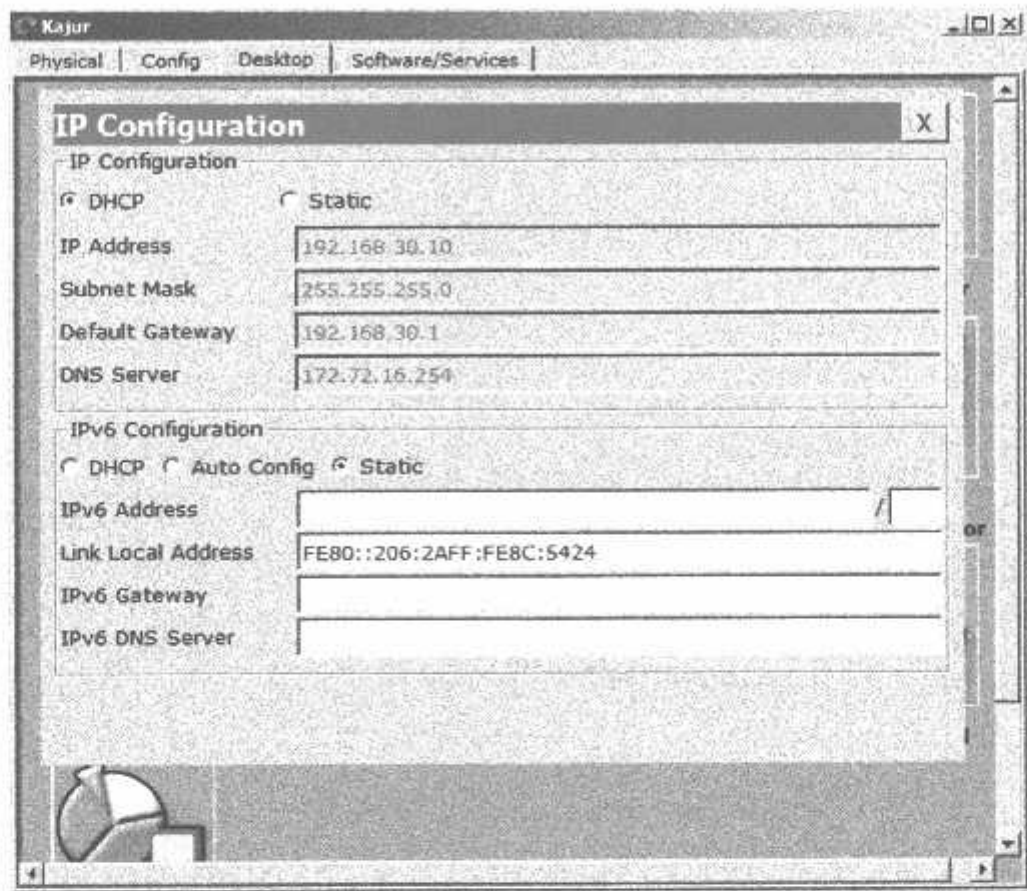 Kajur
Physical Config Desktop Software/Services
IP Configuration X
IP Configuration
DHCP Static
IP Address 192.168.30.10
Subnet Mask 255.255.255.0
Default Gateway 192.168.30.1
DNS Server 172.72.16.254
IPv6 Configuration
DHCP Auto Config Static
IPv6 Address /
Link Local Address FE80::206:2AFF:FE8C:5424
IPv6 Gateway
IPv6 DNS Server
or